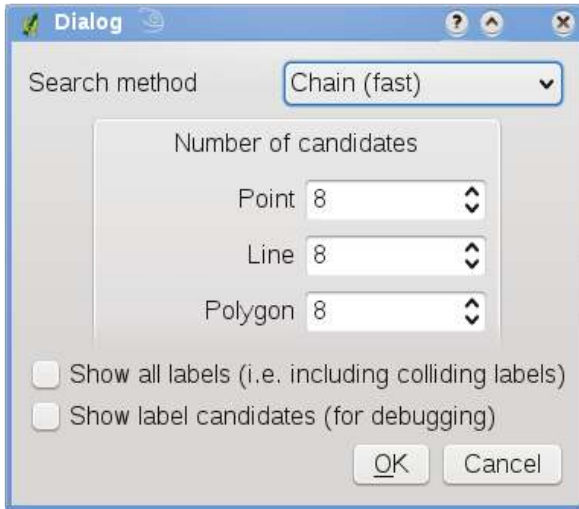 Dialog
Search method Chain (fast)
Number of candidates
Point 8
Line 8
Polygon 8
Show all labels (i.e. including colliding labels)
Show label candidates (for debugging)
OK Cancel